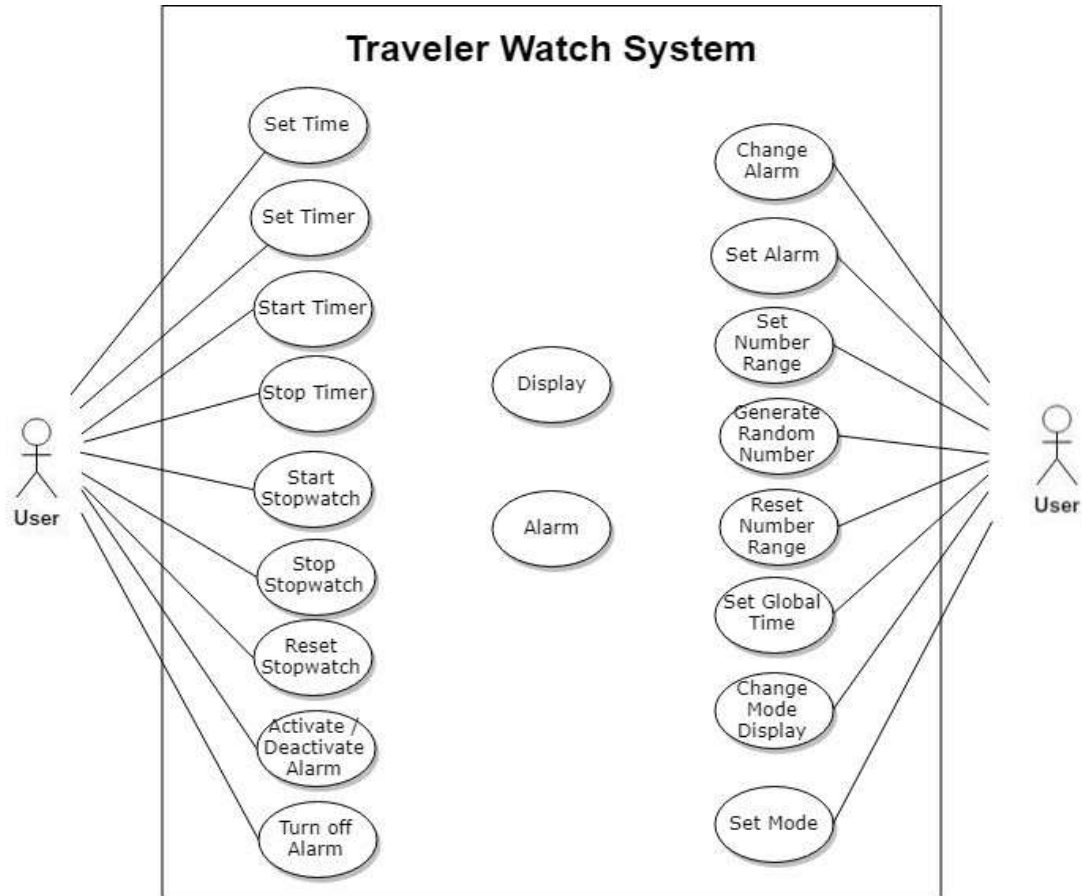 Traveler Watch System
Set Time
Set Timer
Start Timer
Stop Timer
Start
Stopwatch
Stop
Stopwatch
Reset
Stopwatch
Activate /
Deactivate
Alarm
Turn off
Alarm
User
Display
Alarm
Change
Alarm
Set Alarm
Set
Number
Range
Generate
Random
Number
Reset
Number
Range
Set Global
Time
Change
Mode
Display
Set Mode
User